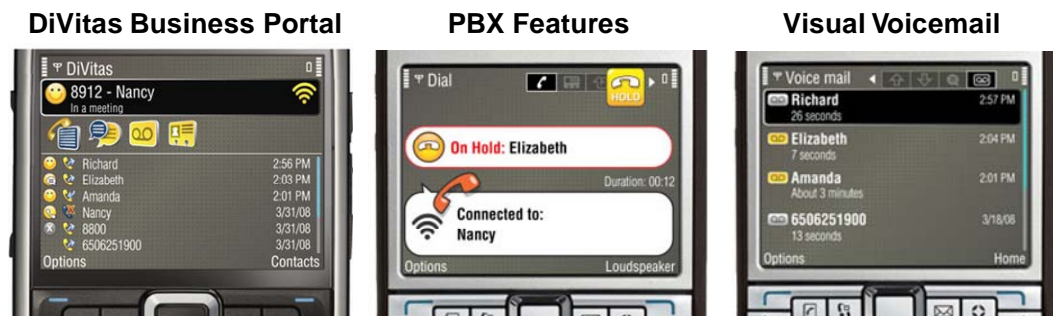 DiVitas Business Portal
PBX Features
Visual Voicemail
DiVitas
8912 - Nancy
In a meeting
Richard 2:56 PM
Elizabeth 2:03 PM
Amanda 2:01 PM
Nancy 3/31/08
8800 3/31/08
6506251900 3/31/08
Options Contacts
Dial
HOLD
On Hold: Elizabeth
Duration: 00:12
Connected to:
Nancy
Options Loudspeaker
Voice mail
Richard 2:57 PM
26 seconds
Elizabeth 2:04 PM
7 seconds
Amanda 2:01 PM
About 3 minutes
6506251900 3/18/08
13 seconds
Options Home